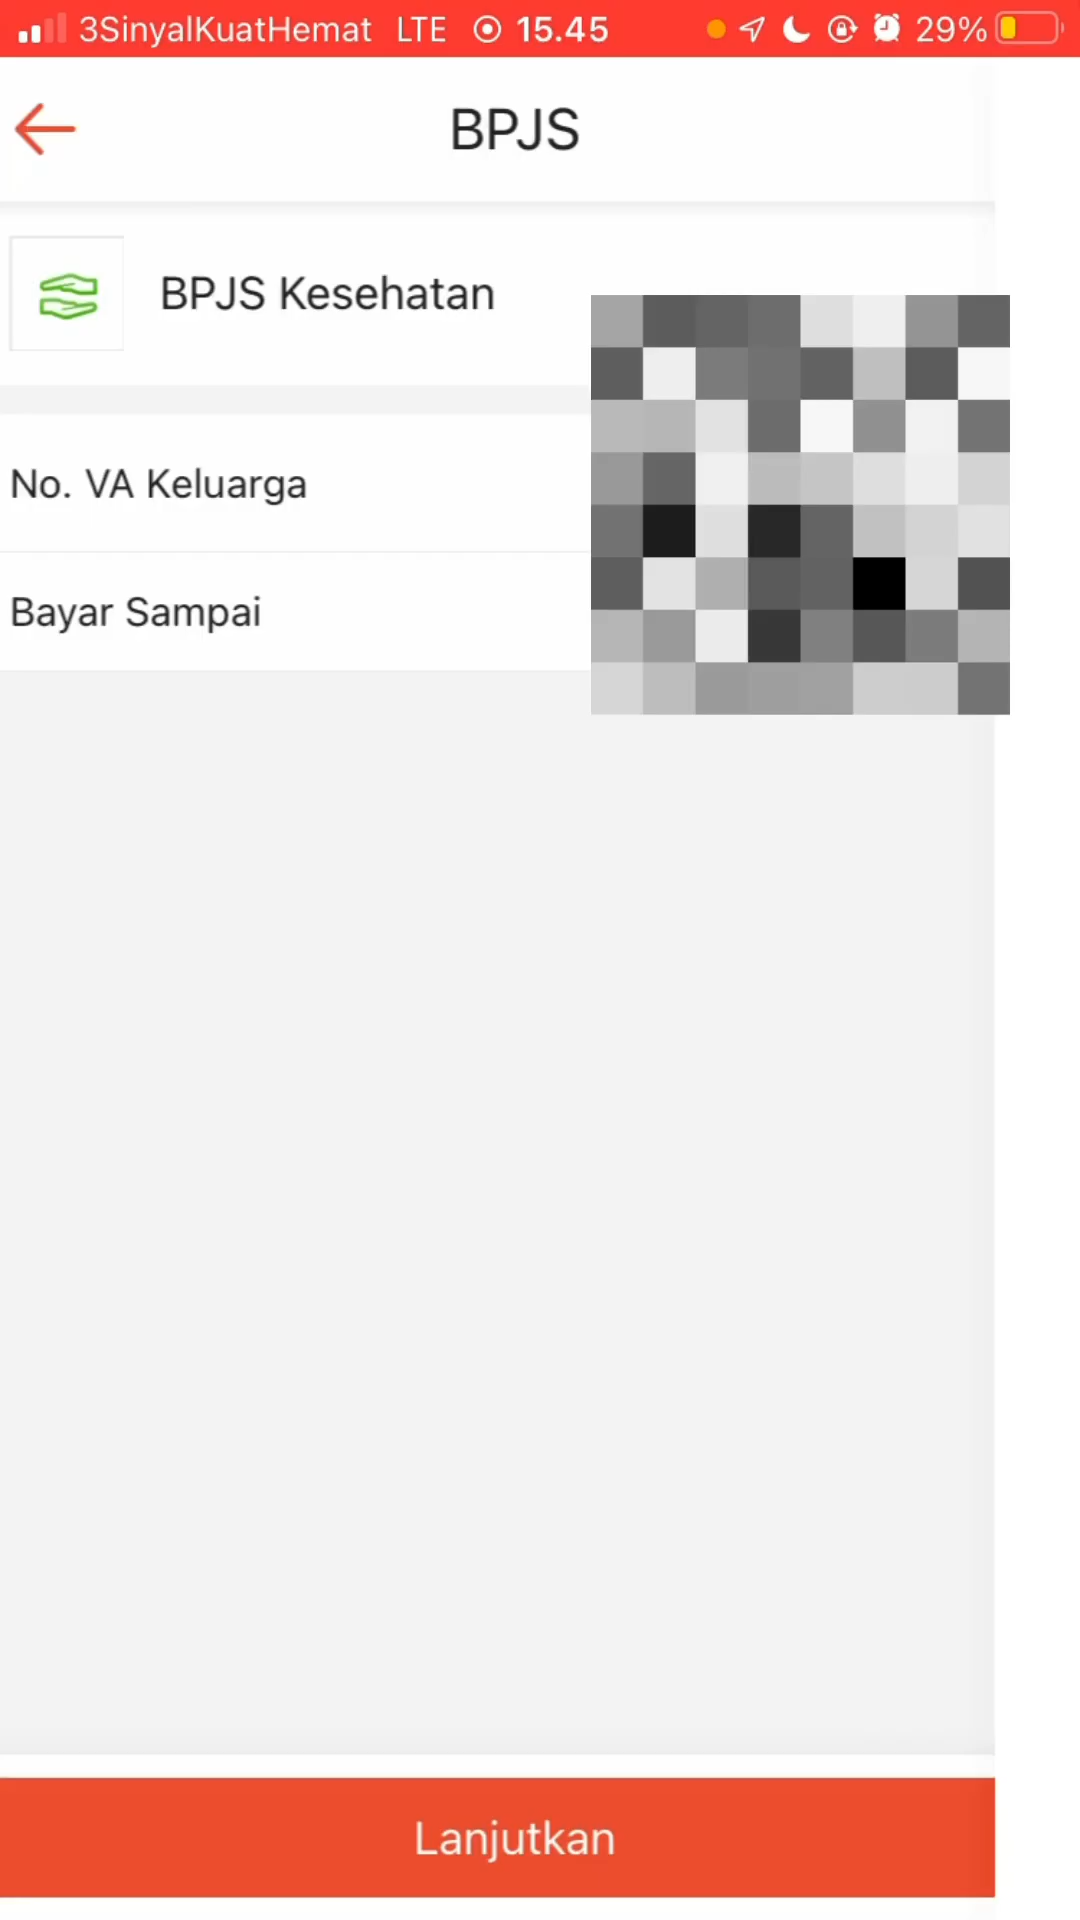 3SinyalKuatHemat LTE 15.45 29%
BPJS
BPJS Kesehatan
No. VA Keluarga
Bayar Sampai
Lanjutkan